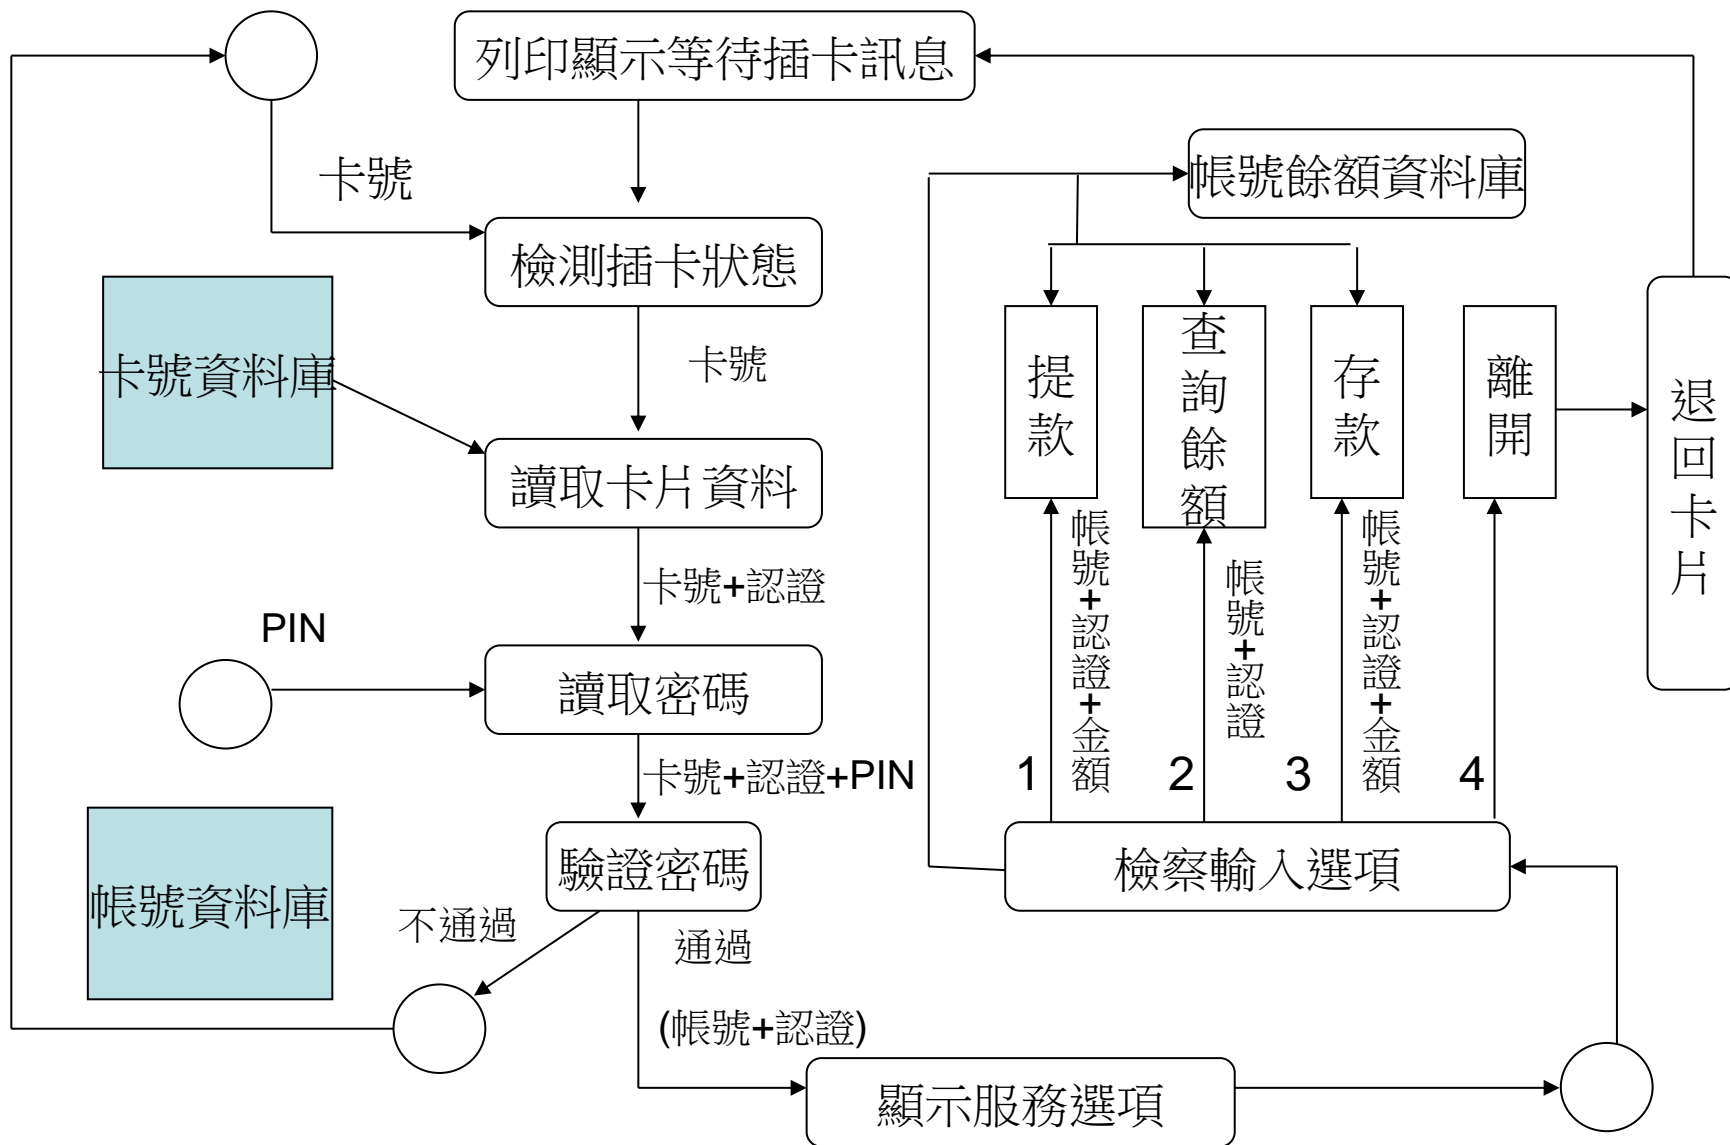 列印顯示等待插卡訊息
卡號
帳號餘額資料庫
檢測插卡狀態
卡號資料庫
卡號
提款
查詢餘額
存款
離開
退回卡片
讀取卡片資料
卡號+認證
帳號+認證+金額
帳號+認證
帳號+認證+金額
PIN
讀取密碼
卡號+認證+PIN
1
2
3
4
驗證密碼
檢察輸入選項
帳號資料庫
不通過
通過
(帳號+認證)
顯示服務選項